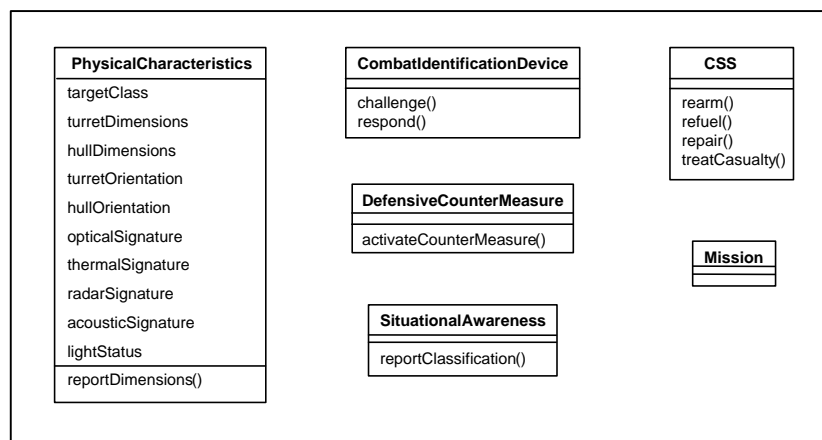 PhysicalCharacteristics
targetClass
turretDimensions
hullDimensions
turretOrientation
hullOrientation
opticalSignature
thermalSignature
radarSignature
acousticSignature
lightStatus
reportDimensions()
CombatIdentificationDevice
challenge()
respond()
DefensiveCounterMeasure
activateCounterMeasure()
SituationalAwareness
reportClassification()
CSS
rearm()
refuel()
repair()
treatCasualty()
Mission